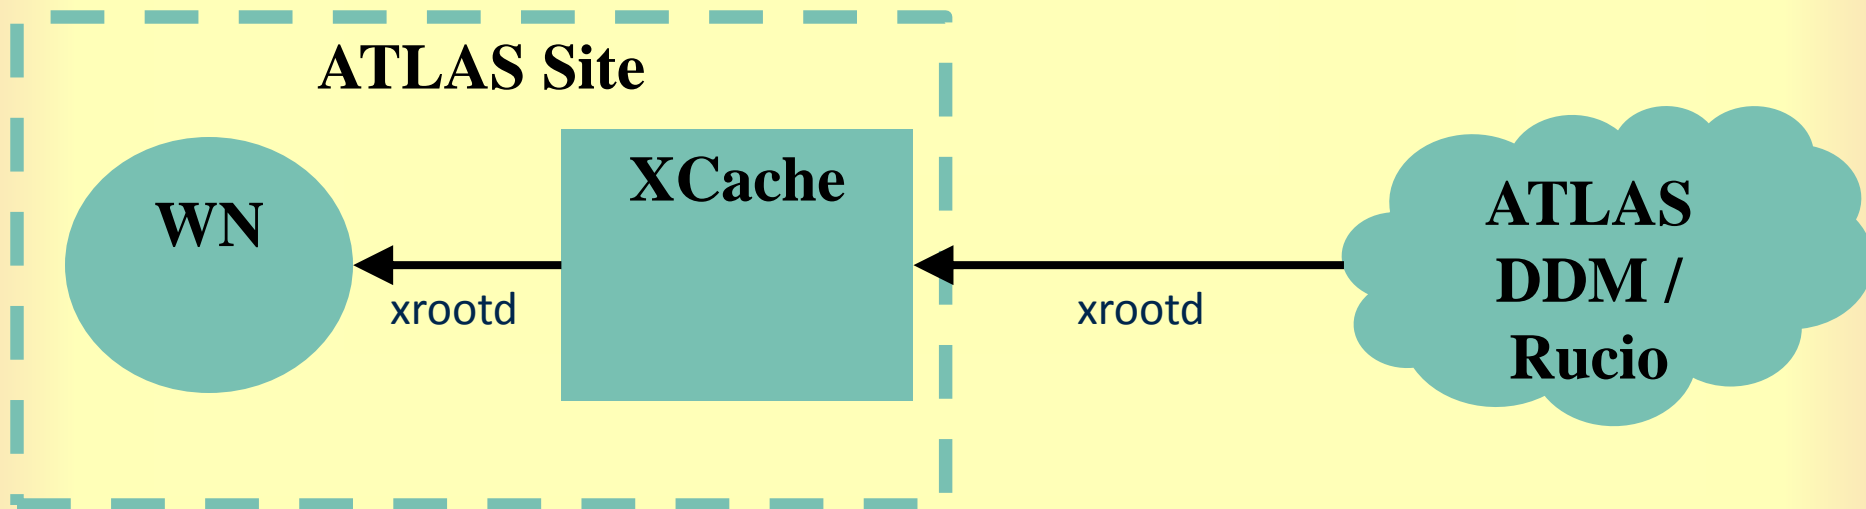 ATLAS Site
WN
XCache
xrootd
xrootd
ATLAS
DDM /
Rucio